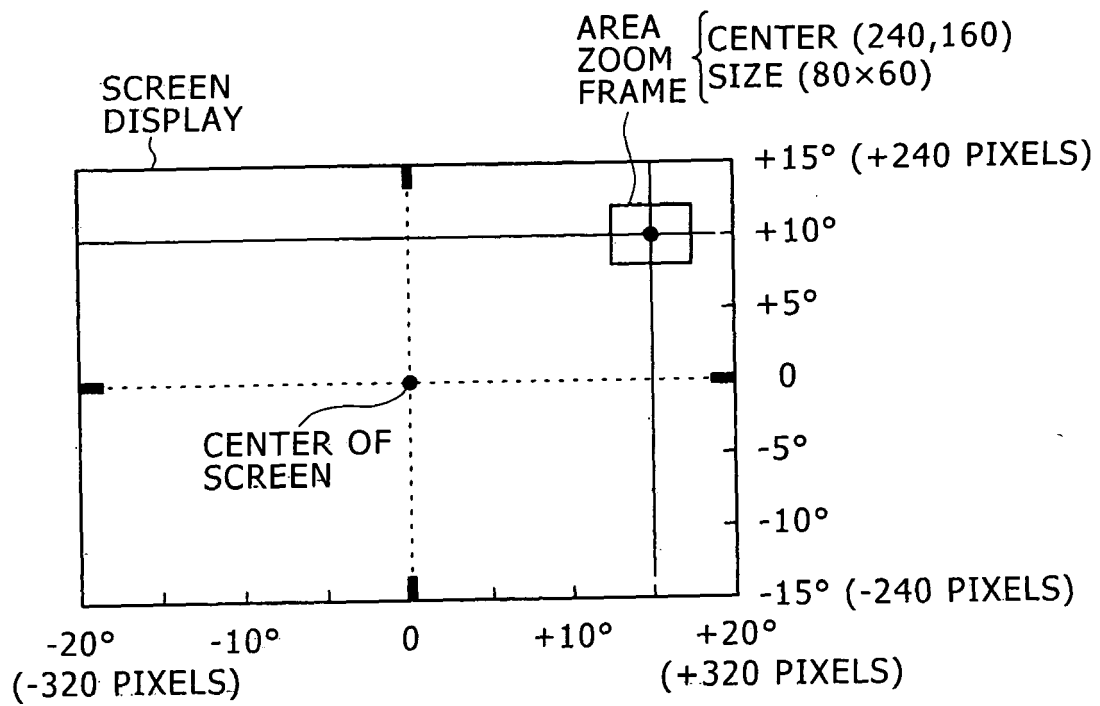 AREA
ZOOM
FRAME
CENTER (240,160)
SIZE (80×60)
SCREEN
DISPLAY
+15° (+240 PIXELS)
+10°
+5°
0
-5°
-10°
-15° (-240 PIXELS)
CENTER OF
SCREEN
-20°
-10°
0
+10°
+20°
(-320 PIXELS)
(+320 PIXELS)